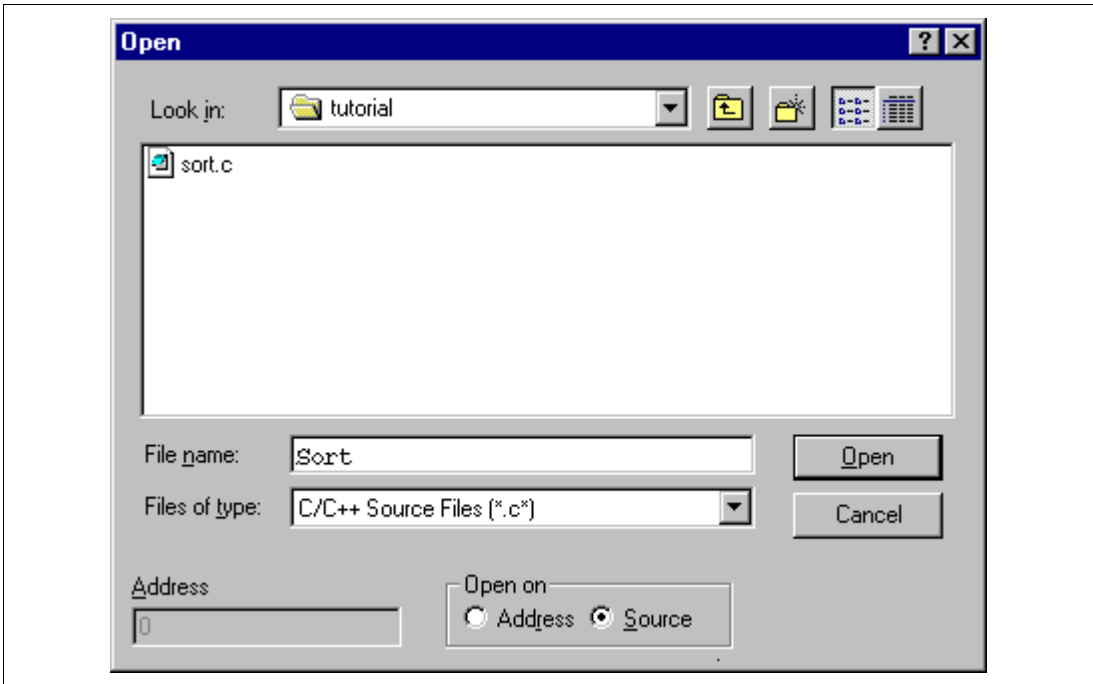 Open
Look in: tutorial
sort.c
File name: Sort Open
Files of type: C/C++ Source Files (*.c*) Cancel
Address Open on
0 Address Source